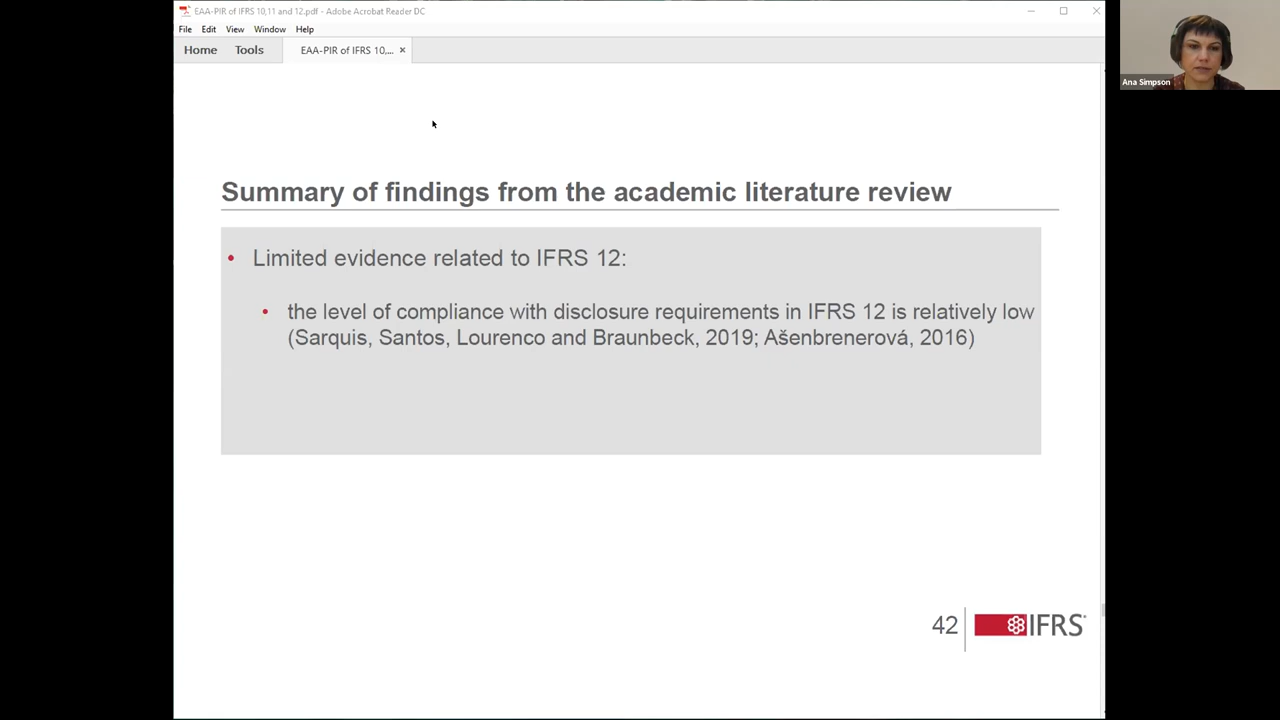 EAA-PIR of IFRS 10,11 and 12.pdf - Adobe Acrobat Reader DC
File Edit View Window Help
Home Tools EAA-PIR of IFRS 10,... ×
Ana Simpson
Summary of findings from the academic literature review
• Limited evidence related to IFRS 12:
• the level of compliance with disclosure requirements in IFRS 12 is relatively low
(Sarquis, Santos, Lourenco and Braunbeck, 2019; Ašenbrenerová, 2016)
42 IFRS®